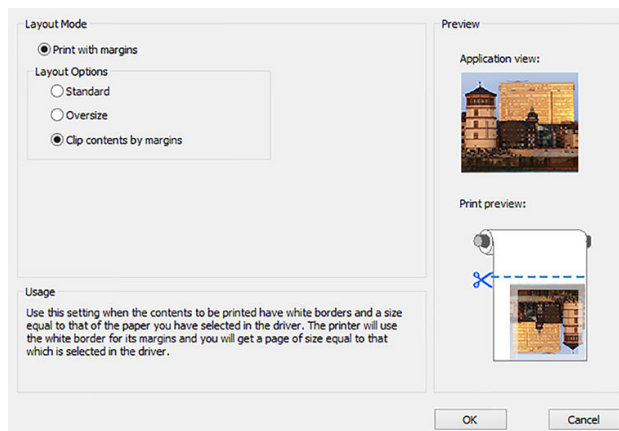 Layout Mode
Print with margins
Layout Options
Standard
Oversize
Clip contents by margins
Usage
Use this setting when the contents to be printed have white borders and a size
equal to that of the paper you have selected in the driver. The printer will use
the white border for its margins and you will get a page of size equal to that
which is selected in the driver.
Preview
Application view:
Print preview:
OK
Cancel